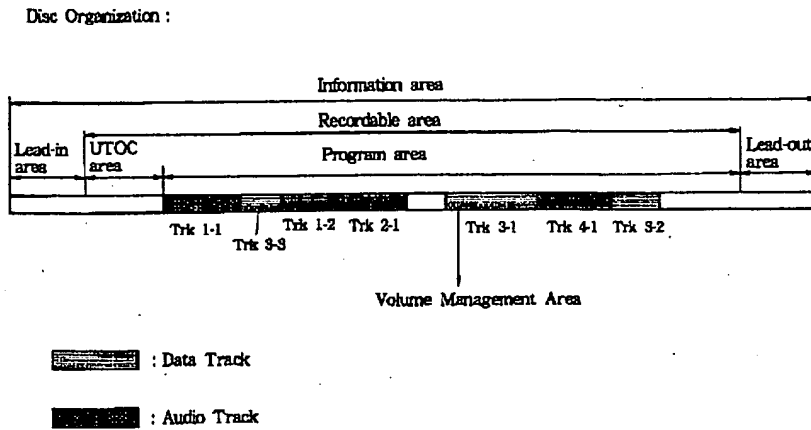 Disc Organization :
Information area
Recordable area
Lead-in area
UTOC area
Program area
Lead-out area
Trk 1-1
Trk 3-3
Trk 1-2
Trk 2-1
Trk 3-1
Trk 4-1
Trk 3-2
Volume Management Area
: Data Track
: Audio Track